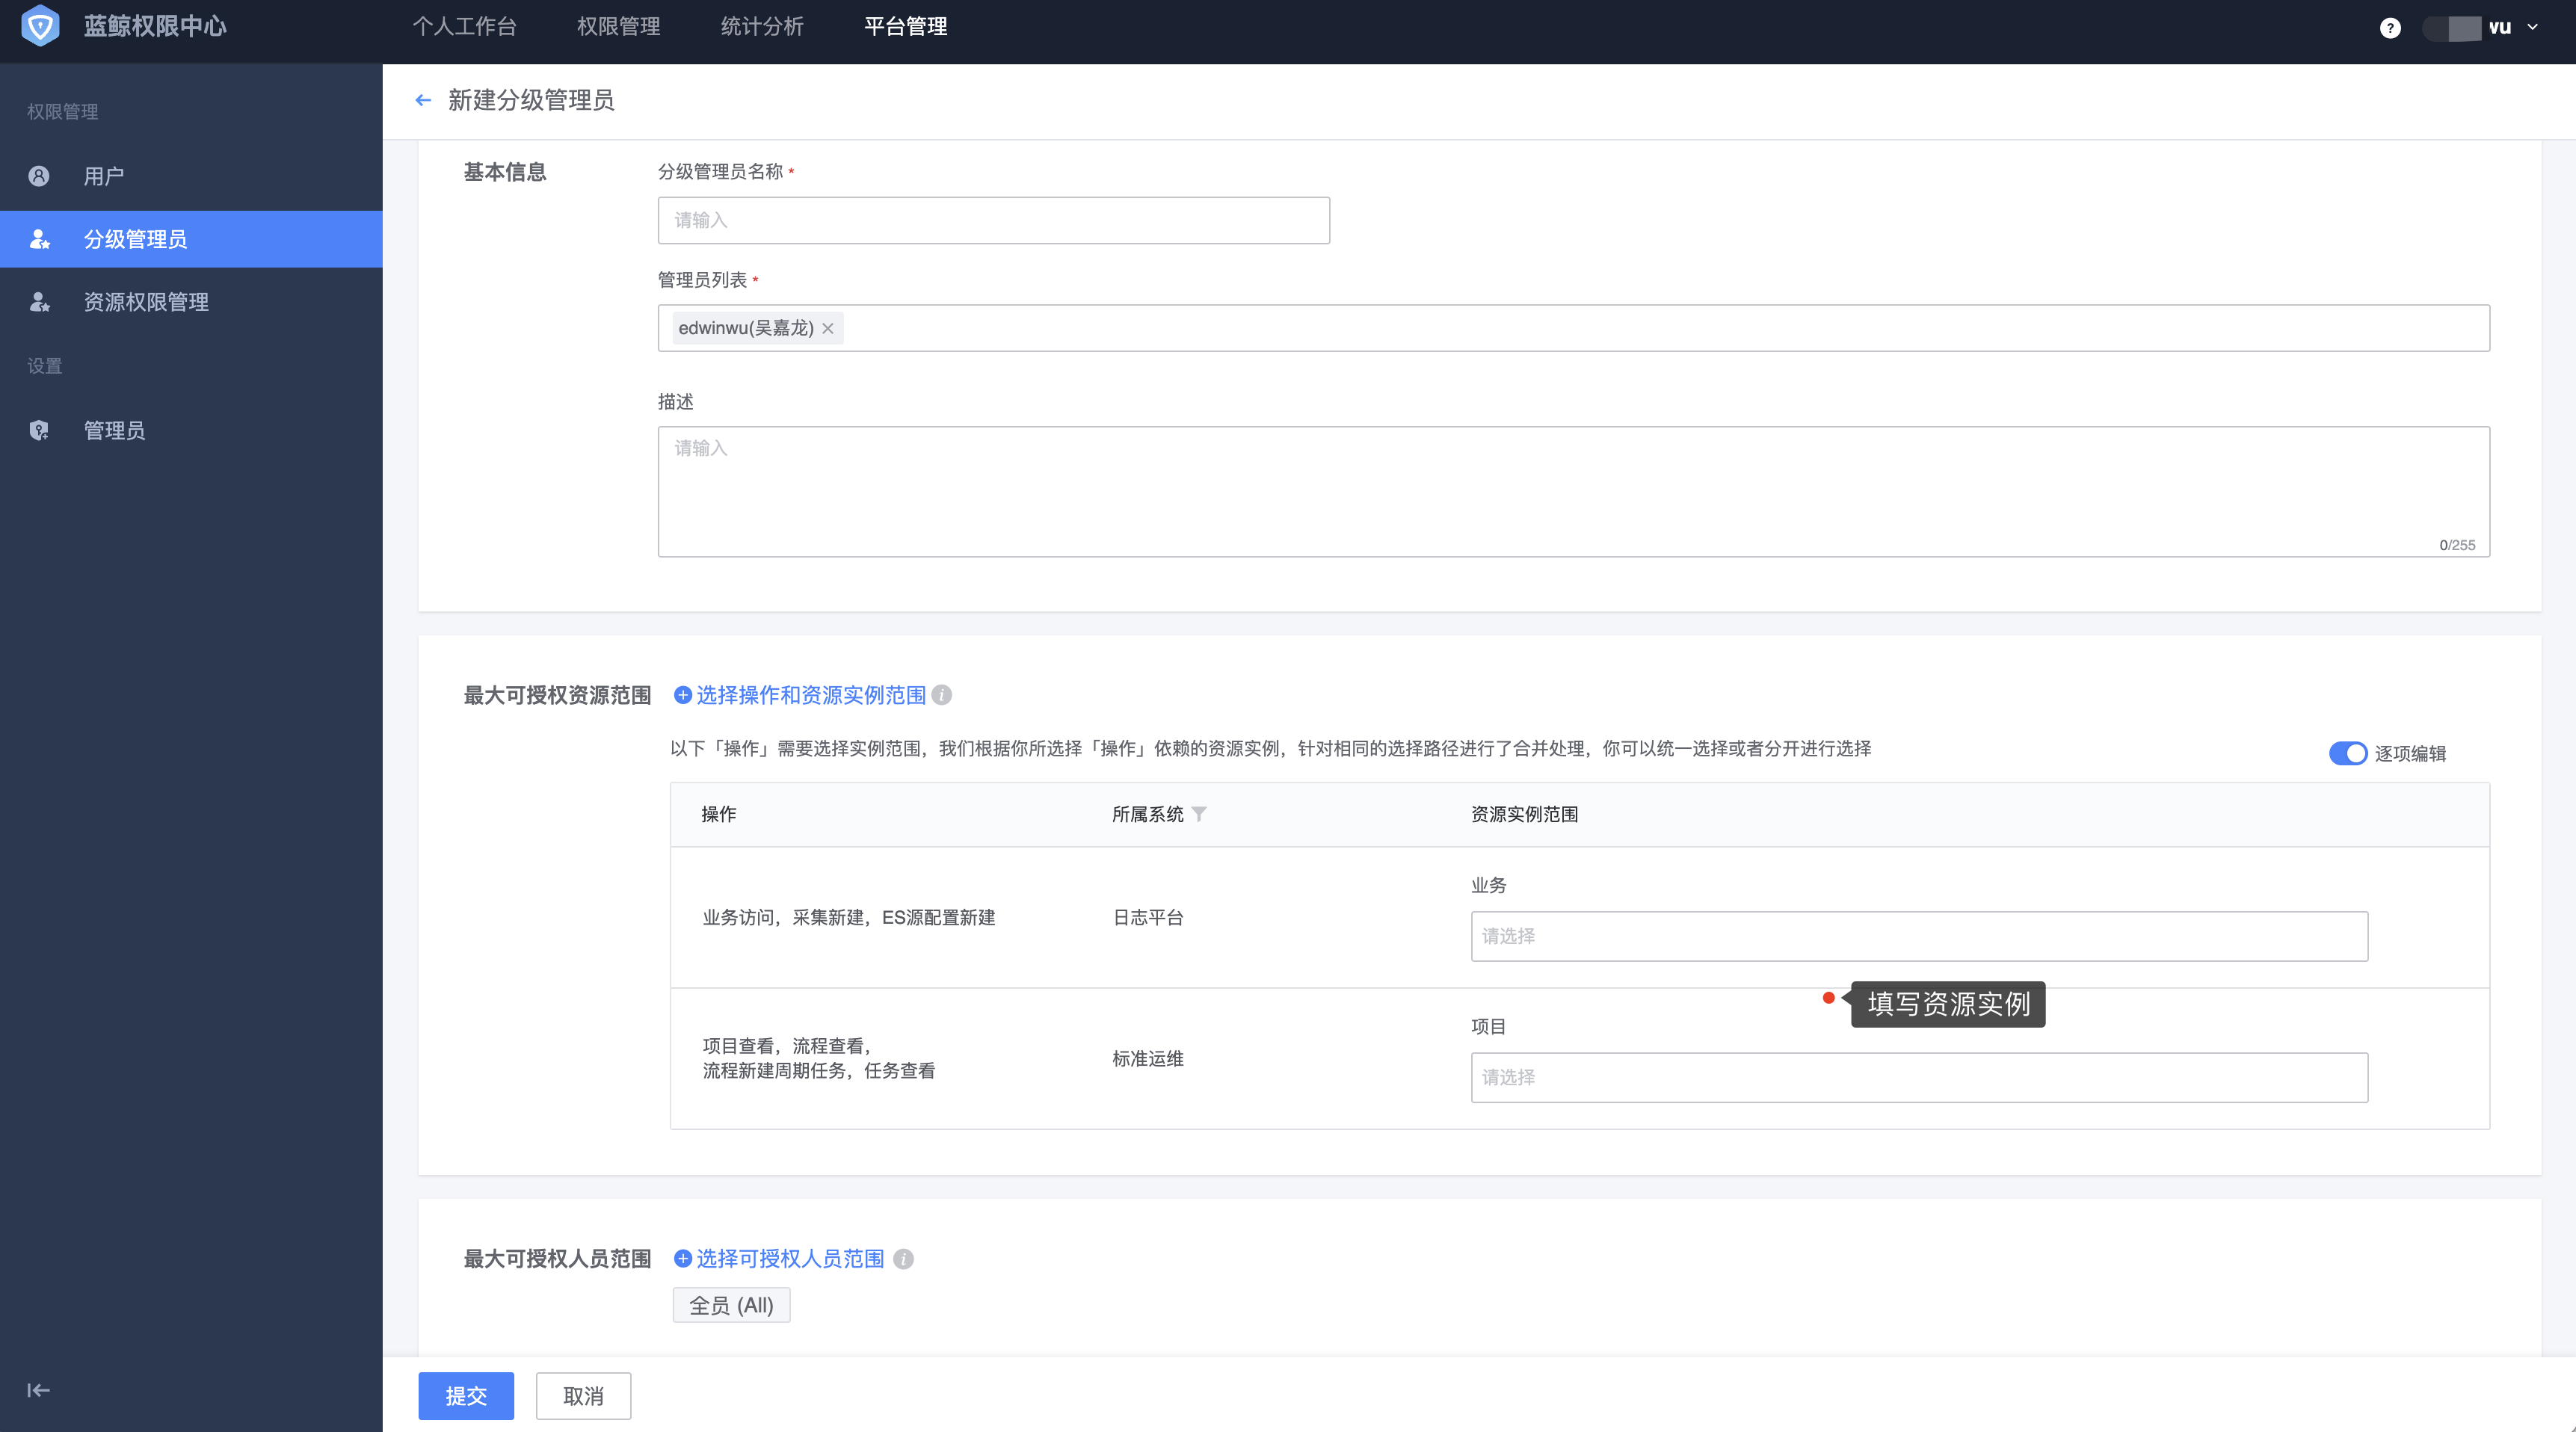 蓝鲸权限中心
个人工作台 权限管理 统计分析 平台管理
?
权限管理
用户
分级管理员
资源权限管理
设置
管理员
新建分级管理员
基本信息
分级管理员名称 *
请输入
管理员列表 *
edwinwu(吴嘉龙) ×
描述
请输入
0/255
最大可授权资源范围
选择操作和资源实例范围 i
以下「操作」需要选择实例范围，我们根据你所选择「操作」依赖的资源实例，针对相同的选择路径进行了合并处理，你可以统一选择或者分开进行选择
逐项编辑
操作 所属系统 资源实例范围
业务
业务访问，采集新建，ES源配置新建 日志平台
请选择
填写资源实例
项目
项目查看，流程查看，
流程新建周期任务，任务查看
标准运维
请选择
最大可授权人员范围
选择可授权人员范围 i
全员 (All)
提交 取消